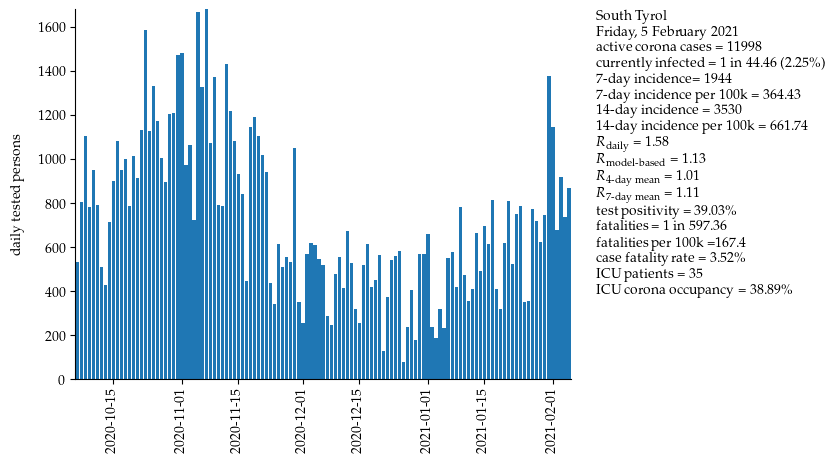 South Tyrol
Friday, 5 February 2021
active corona cases = 11998
currently infected = 1 in 44.46 (2.25%)
7-day incidence= 1944
7-day incidence per 100k = 364.43
14-day incidence = 3530
14-day incidence per 100k = 661.74
R daily = 1.58
R model-based = 1.13
R 4-day mean = 1.01
R 7-day mean = 1.11
test positivity = 39.03%
fatalities = 1 in 597.36
fatalities per 100k =167.4
case fatality rate = 3.52%
ICU patients = 35
ICU corona occupancy = 38.89%
daily tested persons
1600
1400
1200
1000
800
600
400
200
0
2020-10-15
2020-11-01
2020-11-15
2020-12-01
2020-12-15
2021-01-01
2021-01-15
2021-02-01